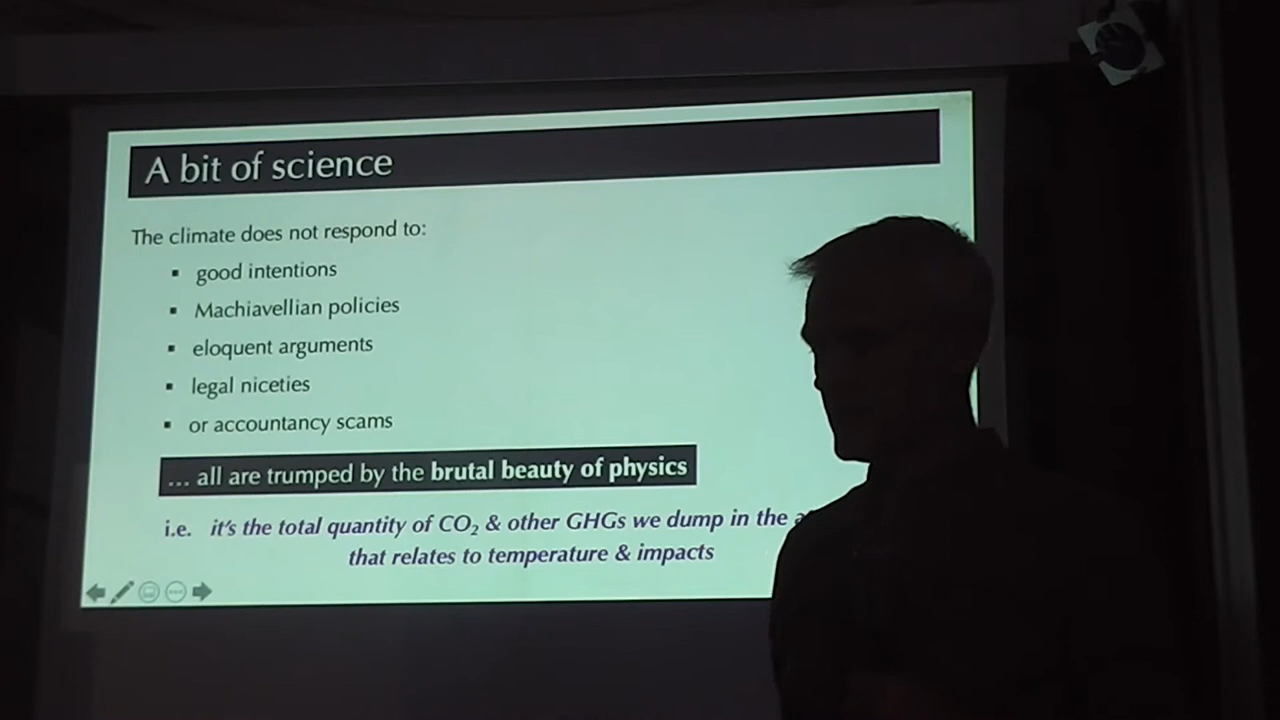 A bit of science
The climate does not respond to:
▪ good intentions
▪ Machiavellian policies
▪ eloquent arguments
▪ legal niceties
▪ or accountancy scams
... all are trumped by the brutal beauty of physics
i.e. it's the total quantity of CO₂ & other GHGs we dump in the
that relates to temperature & impacts